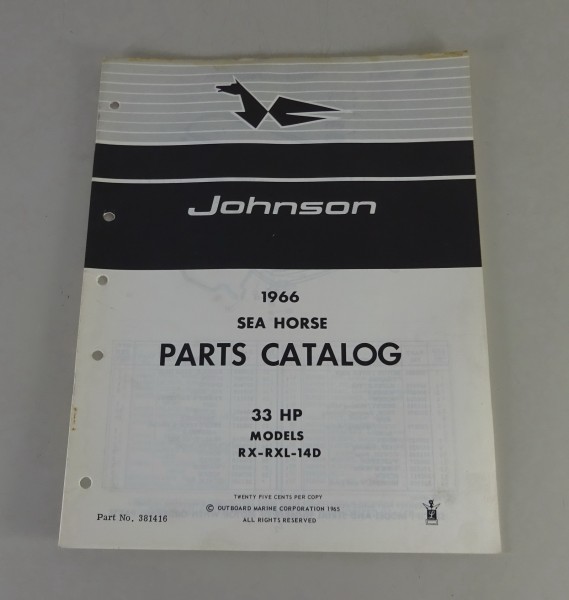 Johnson
1966
SEA HORSE
PARTS CATALOG
33 HP
MODELS
RX-RXL-14D
TWENTY FIVE CENTS PER COPY
© OUTBOARD MARINE CORPORATION 1965
ALL RIGHTS RESERVED
Part No. 381416